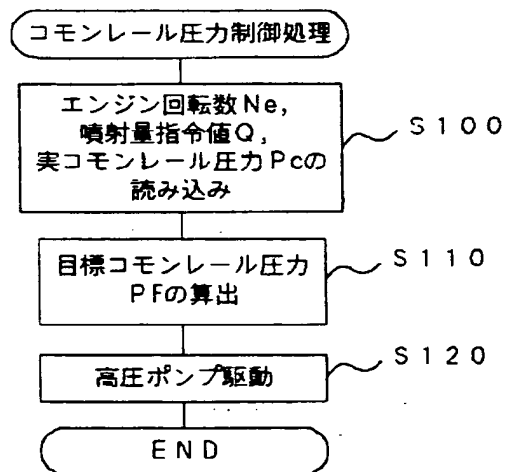 コモンレール圧力制御処理
エンジン回転数Ne,
噴射量指令値Q,
実コモンレール圧力Pcの
読み込み
S100
目標コモンレール圧力
PFの算出
S110
高圧ポンプ駆動
S120
END